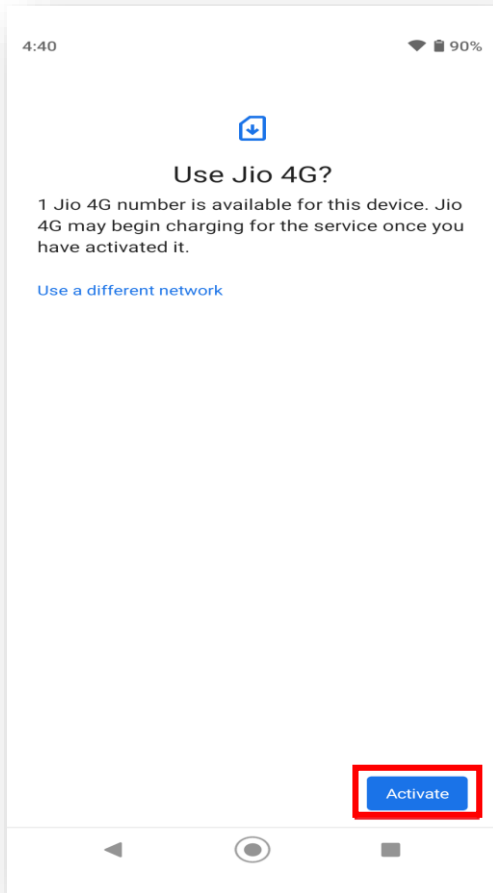 4:40 90%
Use Jio 4G?
1 Jio 4G number is available for this device. Jio
4G may begin charging for the service once you
have activated it.
Use a different network
Activate